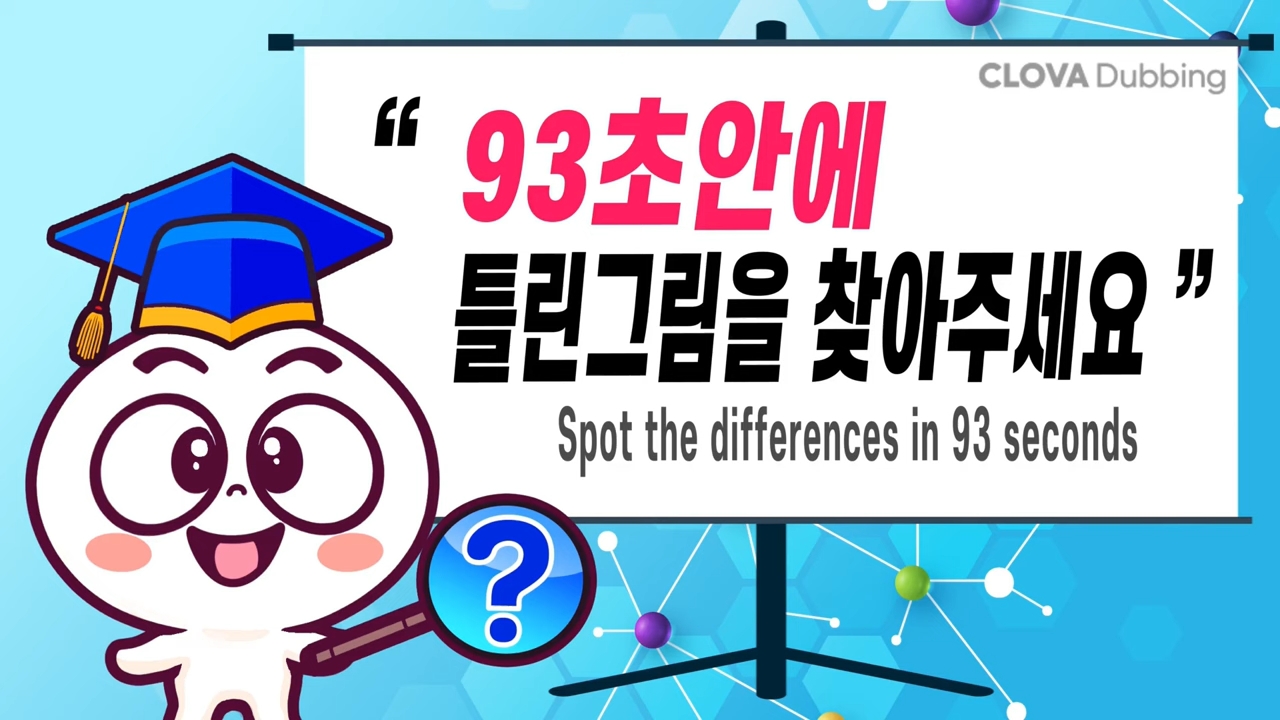 CLOVA Dubbing
“ 93초안에
틀린그림을 찾아주세요 ”
Spot the differences in 93 seconds
?